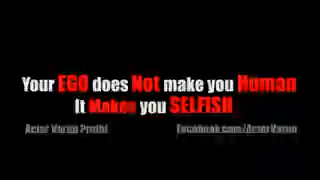 Your EGO does Not make you Human
It Makes you SELFISH
Actor Varun Pruthi
Facebook.com/ActorVarun